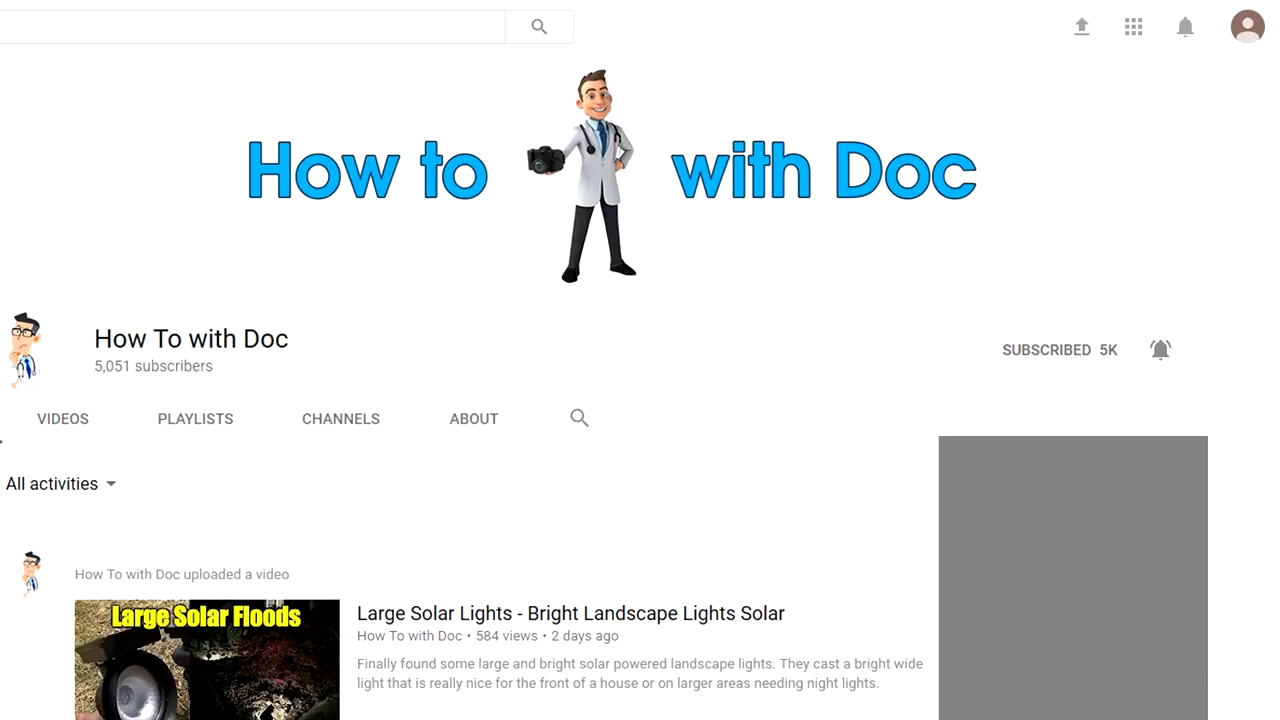 How to with Doc
How To with Doc
5,051 subscribers
SUBSCRIBED 5K
VIDEOS PLAYLISTS CHANNELS ABOUT
All activities
How To with Doc uploaded a video
Large Solar Floods
Large Solar Lights - Bright Landscape Lights Solar
How To with Doc • 584 views • 2 days ago
Finally found some large and bright solar powered landscape lights. They cast a bright wide
light that is really nice for the front of a house or on larger areas needing night lights.